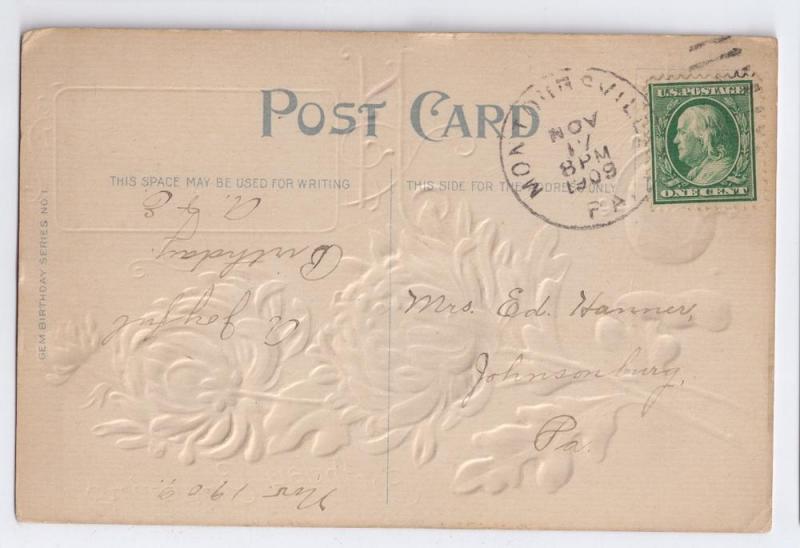 POST CARD
THIS SPACE MAY BE USED FOR WRITING
THIS SIDE FOR THE ADDRESS ONLY
GEM BIRTHDAY SERIES NO. 1.
MONTOURSVILLE
NOV
17
8 PM
1909
PA.
U.S. POSTAGE
ONE CENT
Mrs. Ed. Hanner,
Johnsonburg,
Pa.
Nov. 1909.
A Joyful
Birthday.